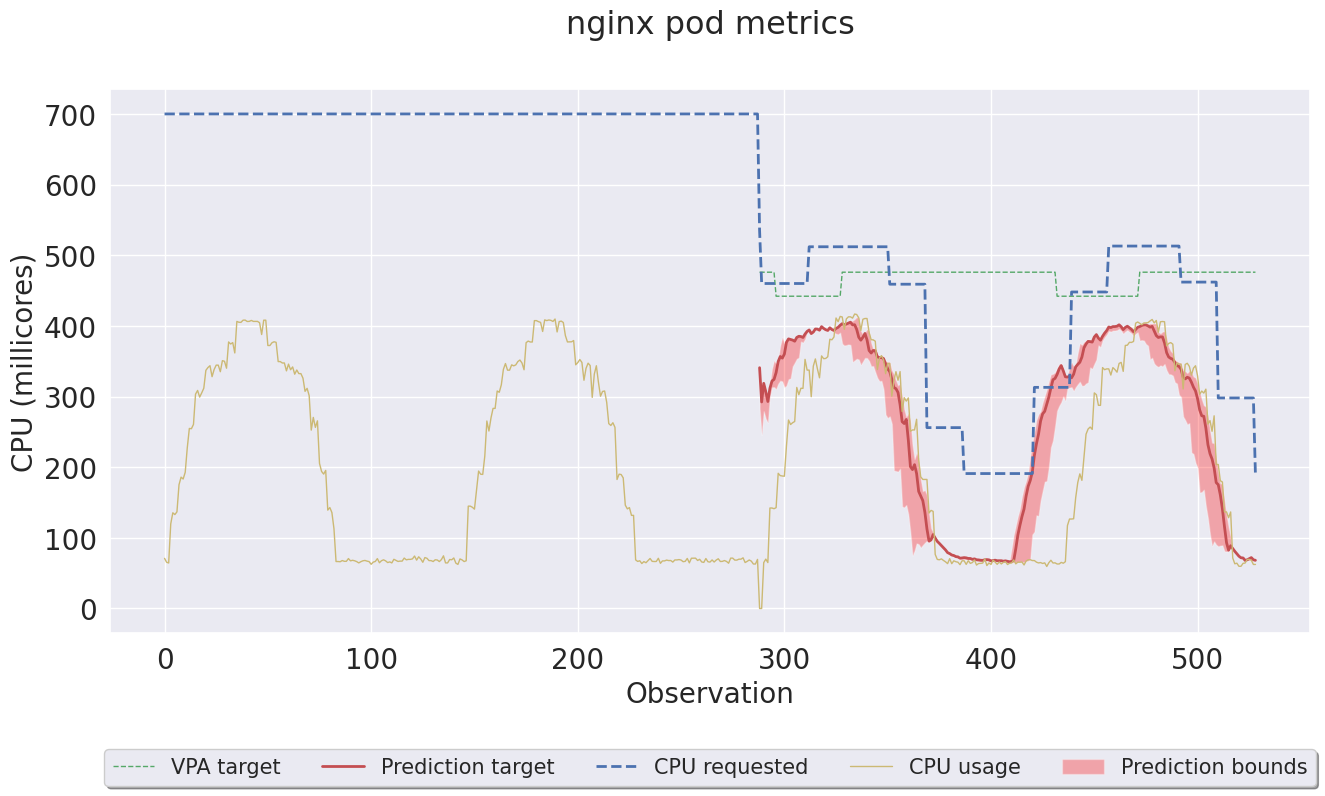 nginx pod metrics
CPU (millicores)
700
600
500
400
300
200
100
0
0 100 200 300 400 500
Observation
VPA target Prediction target CPU requested CPU usage Prediction bounds